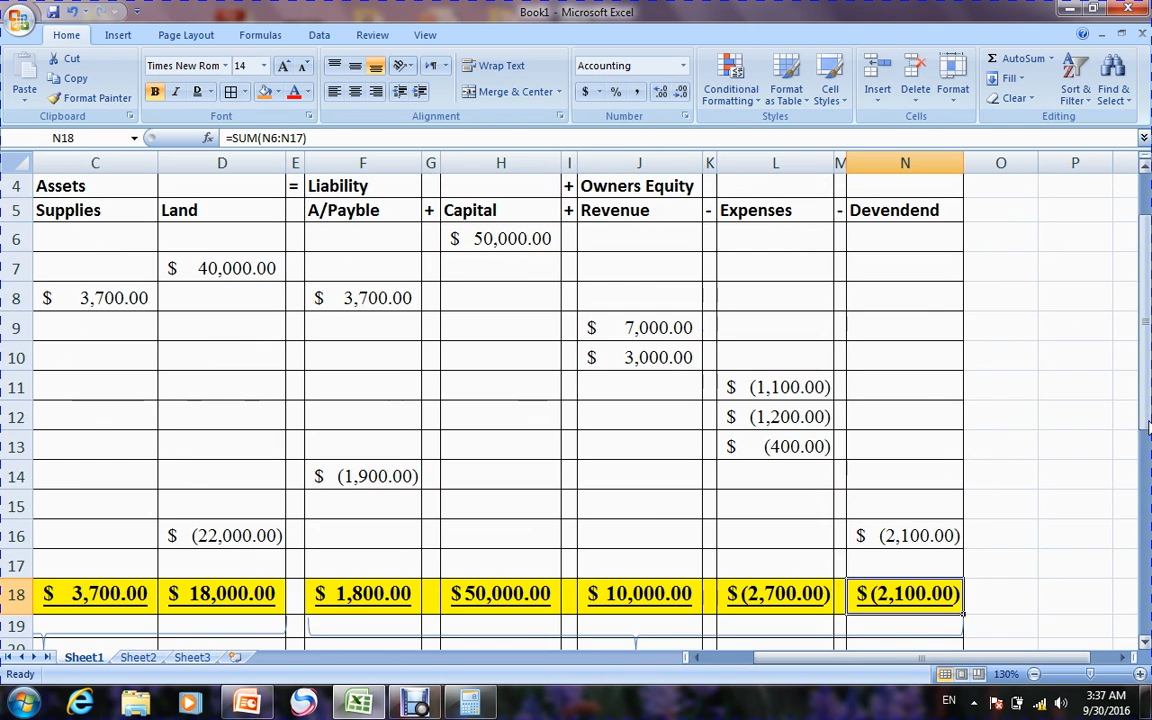 Book1 - Microsoft Excel
Home Insert Page Layout Formulas Data Review View
Cut
Copy
Paste
Format Painter
Clipboard
Times New Rom 14
B I D
Font
Wrap Text
Merge & Center
Alignment
Accounting
$ % ,
Number
Conditional Formatting
Format as Table
Cell Styles
Styles
Insert Delete Format
Cells
AutoSum
Fill
Clear
Sort & Filter
Find & Select
Editing
N18 fx =SUM(N6:N17)
C D E F G H I J K L M N O P
4 Assets = Liability + Owners Equity
5 Supplies Land A/Payble + Capital + Revenue - Expenses - Devendend
6 $ 50,000.00
7 $ 40,000.00
8 $ 3,700.00 $ 3,700.00
9 $ 7,000.00
10 $ 3,000.00
11 $ (1,100.00)
12 $ (1,200.00)
13 $ (400.00)
14 $ (1,900.00)
15
16 $ (22,000.00) $ (2,100.00)
17
18 $ 3,700.00 $ 18,000.00 $ 1,800.00 $50,000.00 $ 10,000.00 $(2,700.00) $(2,100.00)
19
20
Sheet1 Sheet2 Sheet3
Ready 130%
EN 3:37 AM
9/30/2016